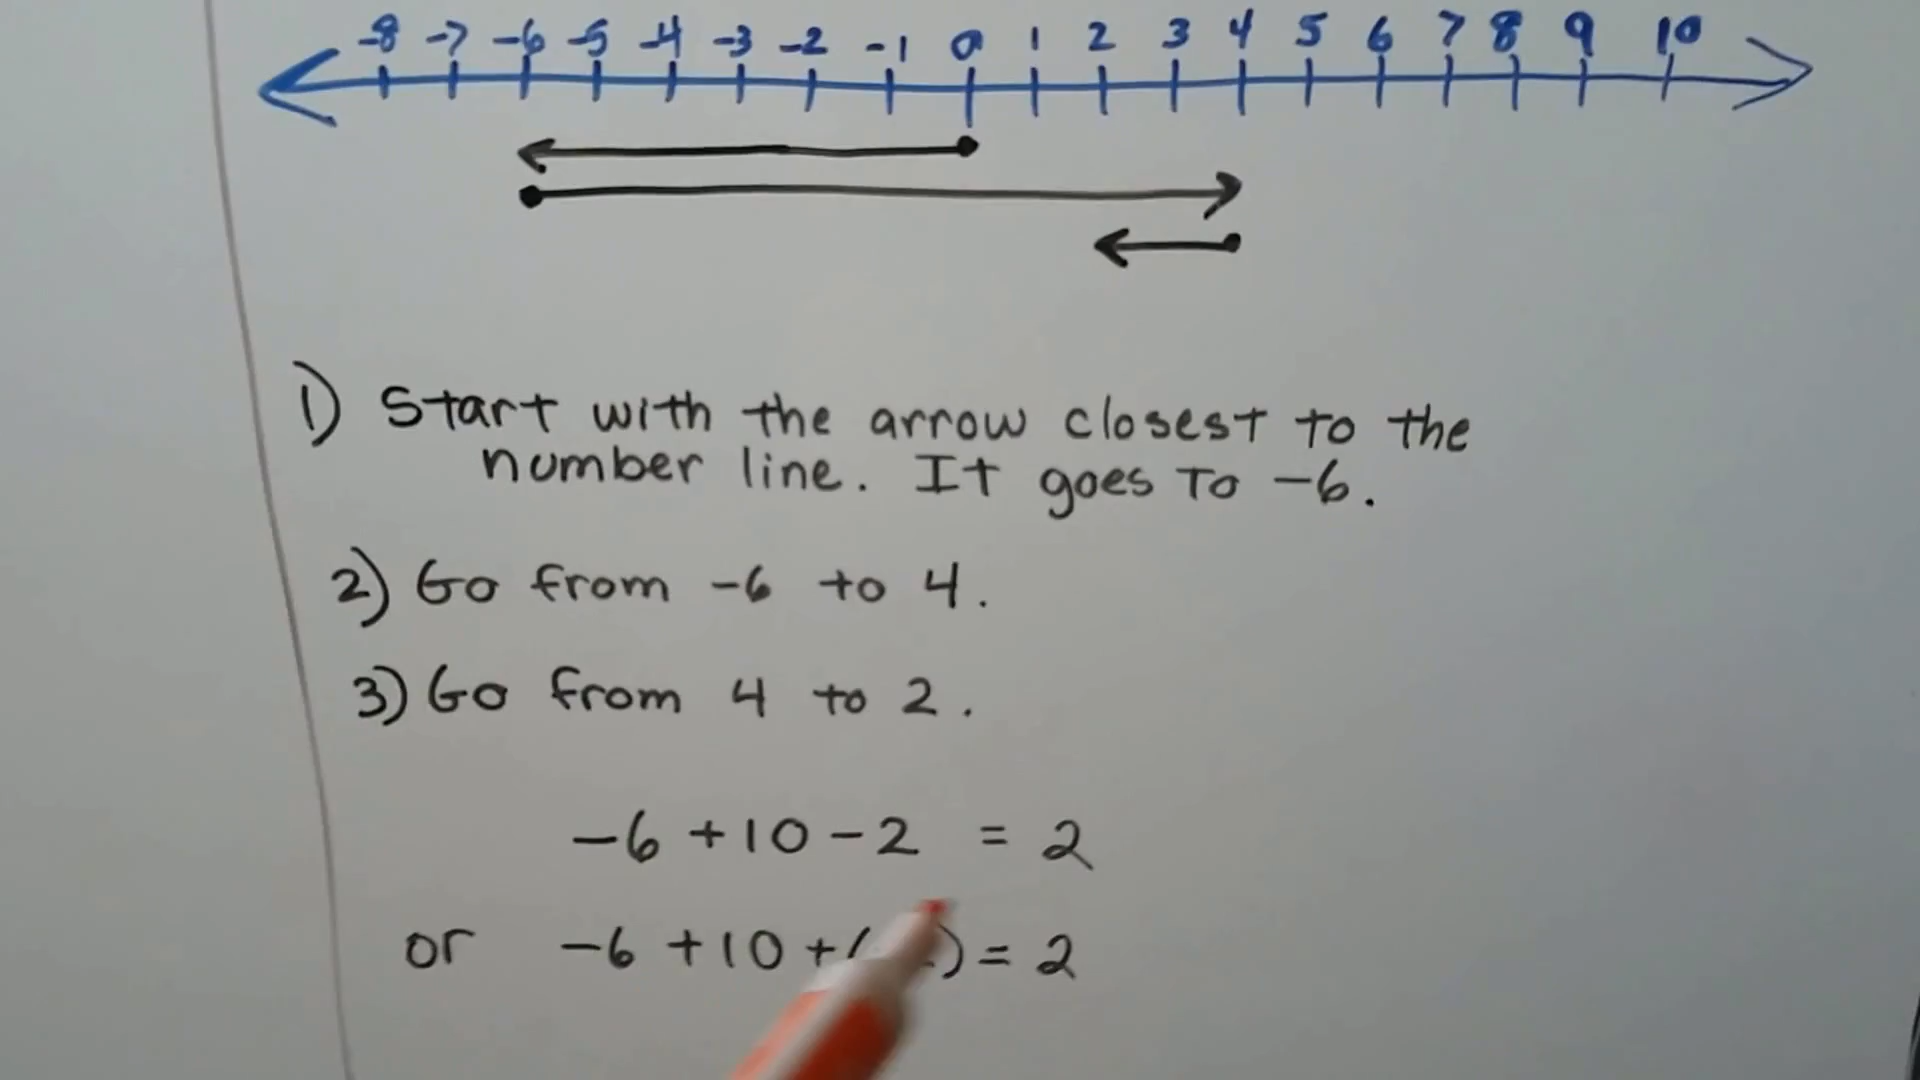 -8 -7 -6 -5 -4 -3 -2 -1 0 1 2 3 4 5 6 7 8 9 10
1) Start with the arrow closest to the
number line. It goes to -6.
2) Go from -6 to 4.
3) Go from 4 to 2.
-6 +10 -2 = 2
or -6 +10 +( ) = 2